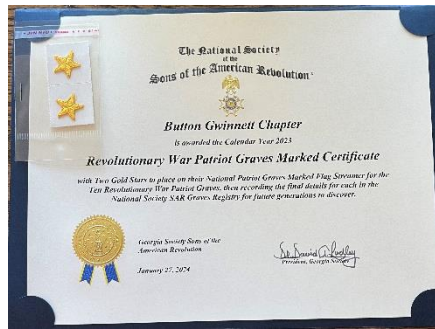 The National Society
of the
Sons of the American Revolution
Button Gwinnett Chapter
is awarded the Calendar Year 2023
Revolutionary War Patriot Graves Marked Certificate
with Two Gold Stars to place on their National Patriot Graves Marked Flag Streamer for the
Ten Revolutionary War Patriot Graves, then recording the final details for each in the
National Society SAR Graves Registry for future generations to discover.
Georgia Society Sons of the
American Revolution
January 27, 2024
President, Georgia Society